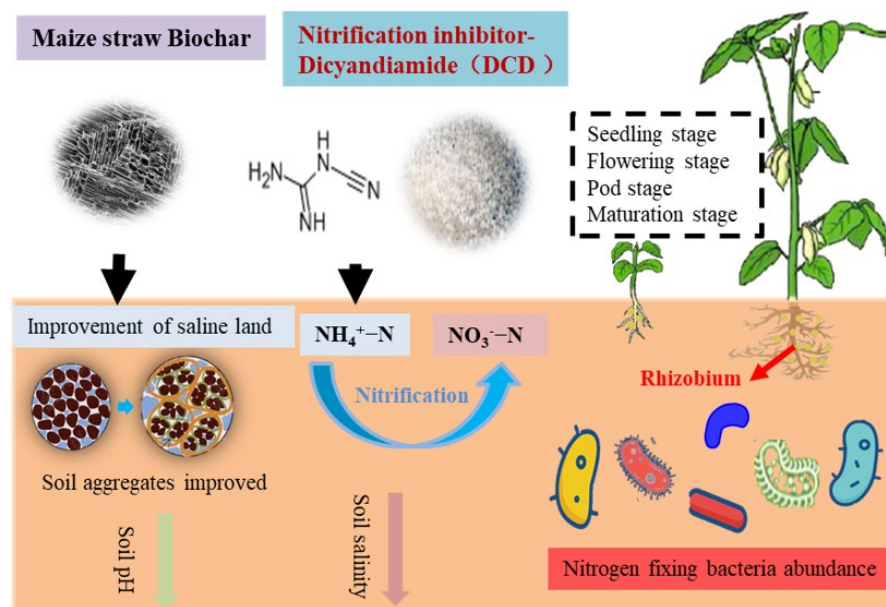 Maize straw Biochar
Nitrification inhibitor-
Dicyandiamide（DCD ）
H₂N
H
N
N
NH
Seedling stage
Flowering stage
Pod stage
Maturation stage
Improvement of saline land
NH₄⁺−N
NO₃⁻−N
Nitrification
Rhizobium
Soil aggregates improved
Soil pH
Soil salinity
Nitrogen fixing bacteria abundance